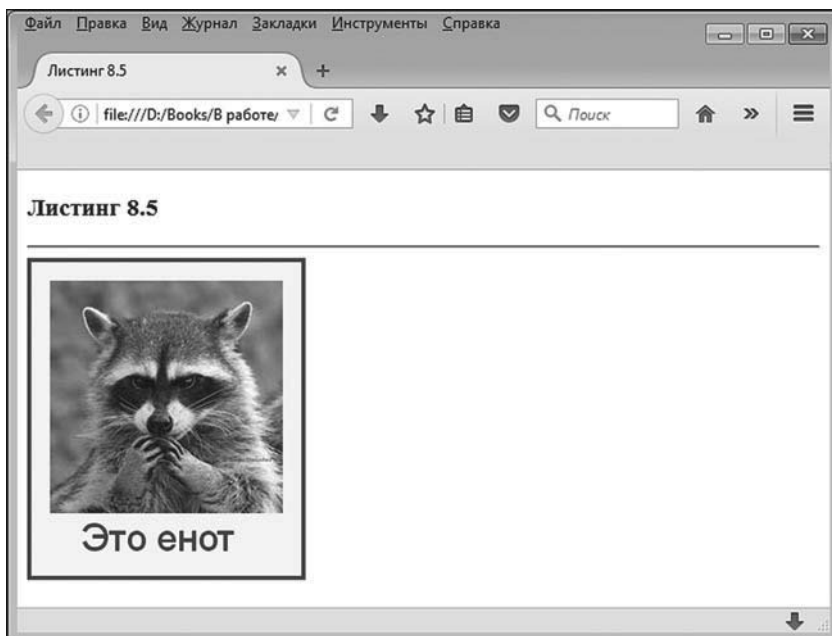 Файл Правка Вид Журнал Закладки Инструменты Справка
Листинг 8.5
file:///D:/Books/В работе/
Поиск
Листинг 8.5
Это енот